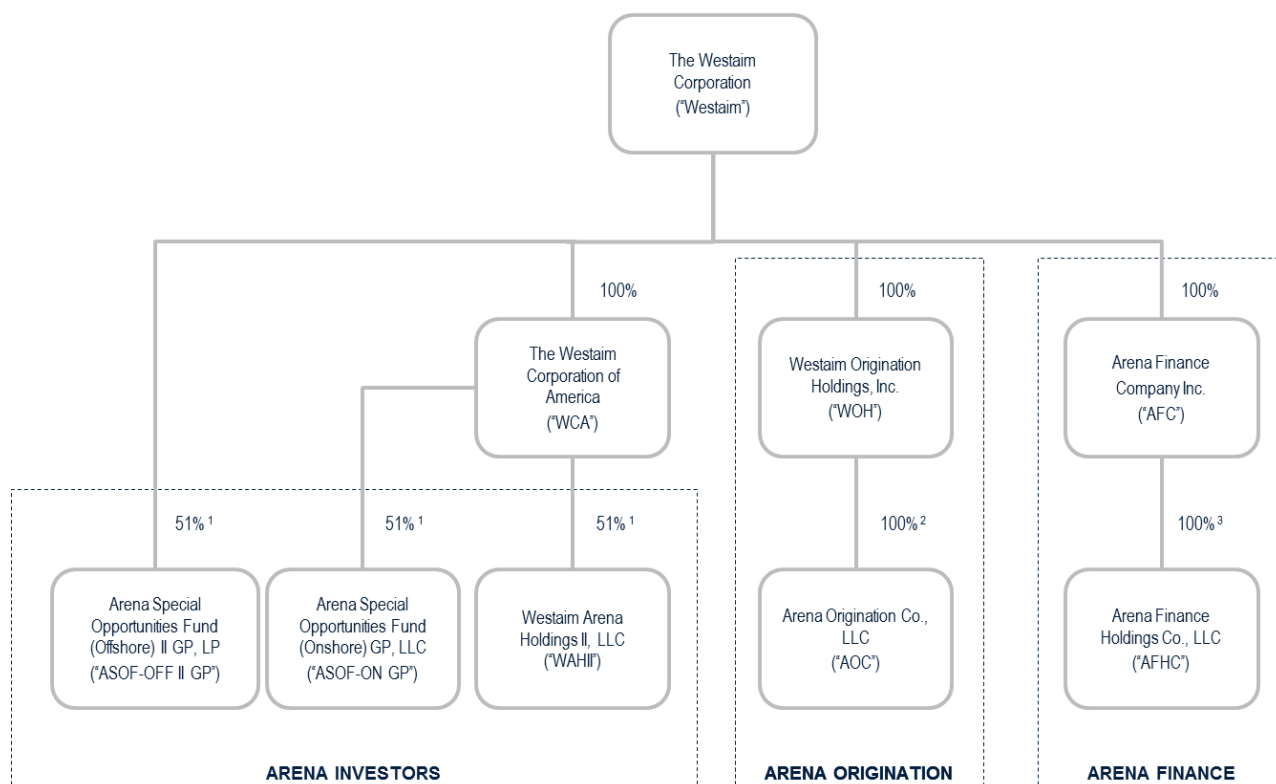 The Westaim
Corporation
("Westaim")
100%
100%
100%
The Westaim
Corporation of
America
("WCA")
Westaim Origination
Holdings, Inc.
("WOH")
Arena Finance
Company Inc.
("AFC")
51% 1
51% 1
51% 1
100% 2
100% 3
Arena Special
Opportunities Fund
(Offshore) II GP, LP
("ASOF-OFF II GP")
Arena Special
Opportunities Fund
(Onshore) GP, LLC
("ASOF-ON GP")
Westaim Arena
Holdings II, LLC
("WAHII")
Arena Origination Co.,
LLC
("AOC")
Arena Finance
Holdings Co., LLC
("AFHC")
ARENA INVESTORS
ARENA ORIGINATION
ARENA FINANCE